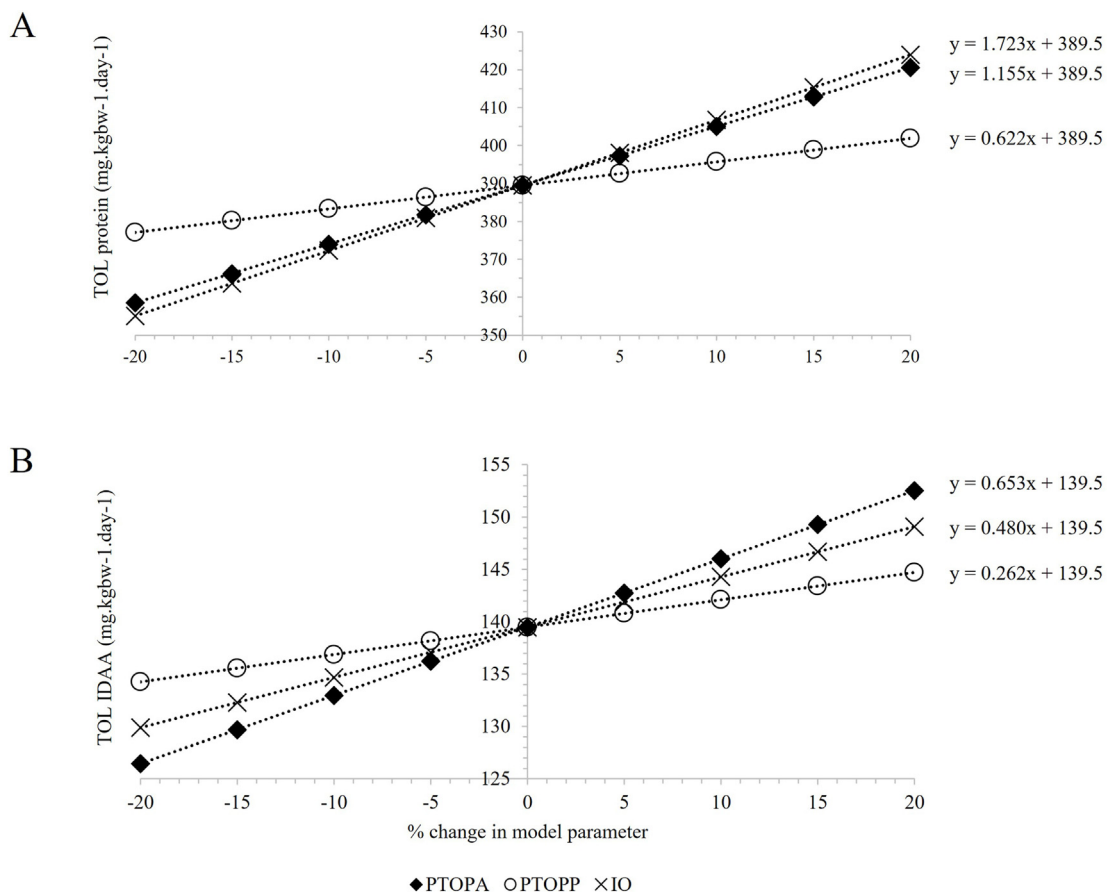 A
TOL protein (mg.kgbw-1.day-1)
430
420
410
400
390
380
370
360
350
-20 -15 -10 -5 0 5 10 15 20
y = 1.723x + 389.5
y = 1.155x + 389.5
y = 0.622x + 389.5
B
TOL IDAA (mg.kgbw-1.day-1)
155
150
145
140
135
130
125
-20 -15 -10 -5 0 5 10 15 20
y = 0.653x + 139.5
y = 0.480x + 139.5
y = 0.262x + 139.5
% change in model parameter
PTOPA PTOPP IO